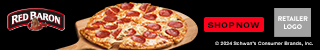 RED BARON
SHOP NOW
RETAILER
LOGO
© 2024 Schwan's Consumer Brands, Inc.